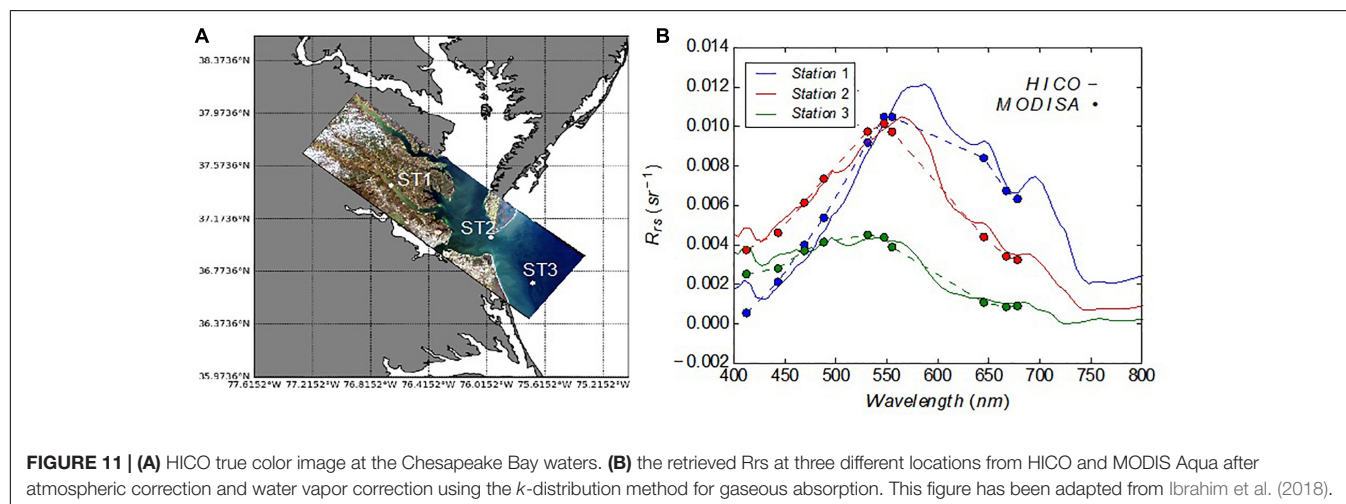 A
38.3736°N
37.9736°N
37.5736°N
37.1736°N
36.7736°N
36.3736°N
35.9736°N
77.6152°W 77.2152°W 76.8152°W 76.4152°W 76.0152°W 75.6152°W 75.2152°W
ST1
ST2
ST3
B
0.014
0.012
0.010
0.008
0.006
0.004
0.002
0.000
−0.002
Rrs (sr−1)
Station 1
Station 2
Station 3
HICO –
MODISA •
400 450 500 550 600 650 700 750 800
Wavelength (nm)
FIGURE 11 | (A) HICO true color image at the Chesapeake Bay waters. (B) the retrieved Rrs at three different locations from HICO and MODIS Aqua after
atmospheric correction and water vapor correction using the k-distribution method for gaseous absorption. This figure has been adapted from Ibrahim et al. (2018).